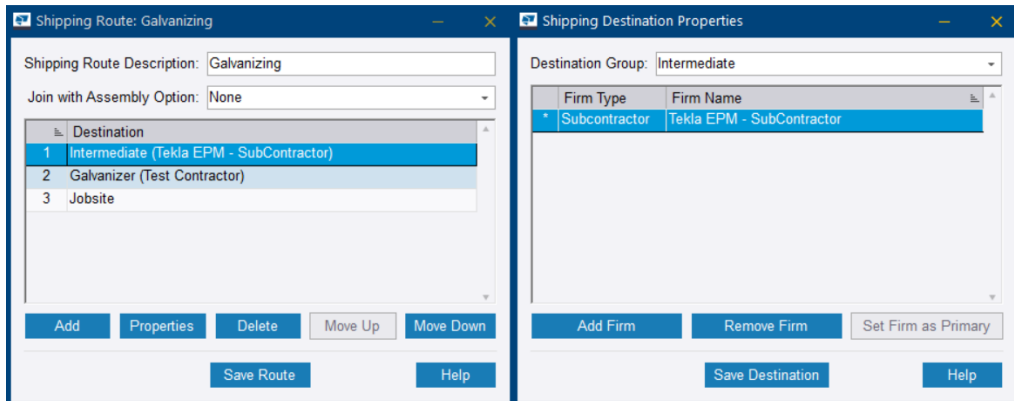 Shipping Route: Galvanizing
Shipping Route Description: Galvanizing
Join with Assembly Option: None
Destination
1 Intermediate (Tekla EPM - SubContractor)
2 Galvanizer (Test Contractor)
3 Jobsite
Add Properties Delete Move Up Move Down
Save Route Help
Shipping Destination Properties
Destination Group: Intermediate
Firm Type Firm Name
* Subcontractor Tekla EPM - SubContractor
Add Firm Remove Firm Set Firm as Primary
Save Destination Help